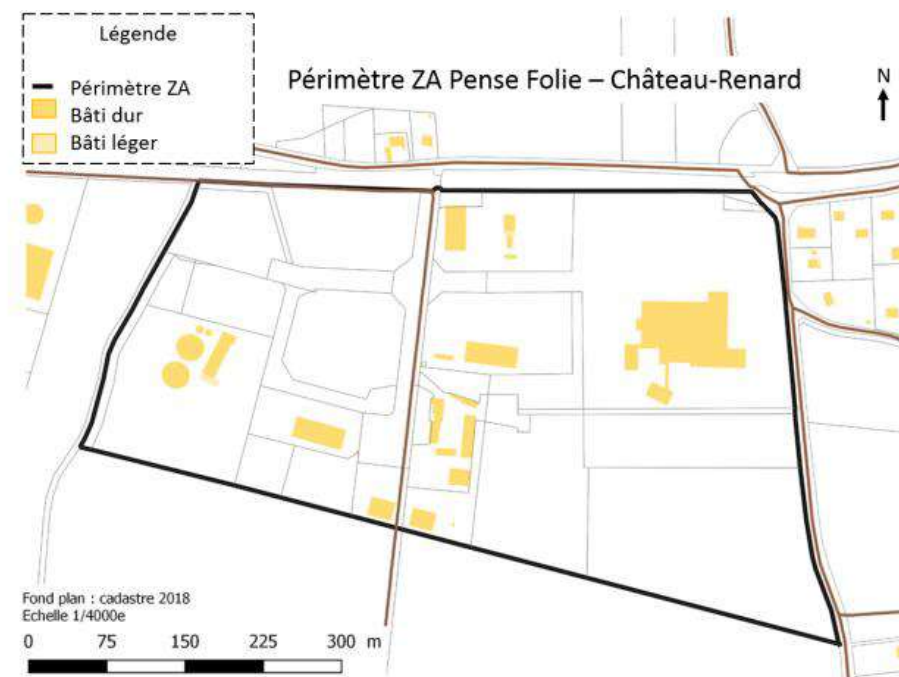 Légende
Périmètre ZA
Bâti dur
Bâti léger
Périmètre ZA Pense Folie – Château-Renard
N
Fond plan : cadastre 2018
Echelle 1/4000e
0 75 150 225 300 m